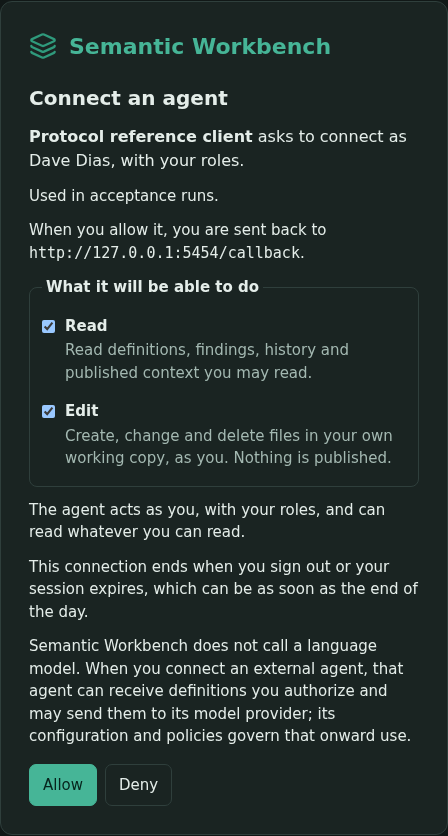 Semantic Workbench
Connect an agent
Protocol reference client asks to connect as
Dave Dias, with your roles.
Used in acceptance runs.
When you allow it, you are sent back to
http://127.0.0.1:5454/callback.
What it will be able to do
Read
Read definitions, findings, history and
published context you may read.
Edit
Create, change and delete files in your own
working copy, as you. Nothing is published.
The agent acts as you, with your roles, and can
read whatever you can read.
This connection ends when you sign out or your
session expires, which can be as soon as the end of
the day.
Semantic Workbench does not call a language
model. When you connect an external agent, that
agent can receive definitions you authorize and
may send them to its model provider; its
configuration and policies govern that onward use.
Allow
Deny